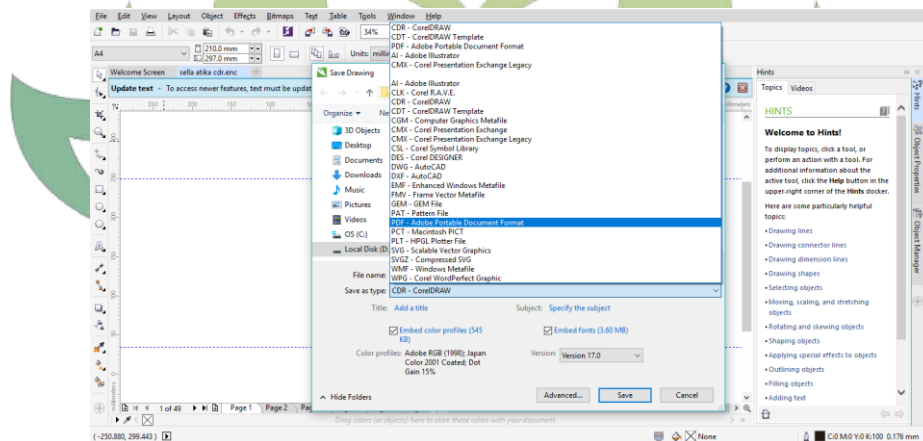 File Edit View Layout Object Effects Bitmaps Text Table Tools Window Help
34%
A4
210.0 mm
297.0 mm
Units:
Welcome Screen
sella atika cdr.enc
Update text - To access newer features, text must be
Save Drawing
Organize
3D Objects
Desktop
Documents
Downloads
Music
Pictures
Videos
OS (C:)
Local Disk (D:
CDR - CorelDRAW
CDT - CorelDRAW Template
PDF - Adobe Portable Document Format
AI - Adobe Illustrator
CMX - Corel Presentation Exchange Legacy
AI - Adobe Illustrator
CLK - Corel R.A.V.E.
CDR - CorelDRAW
CDT - CorelDRAW Template
CGM - Computer Graphics Metafile
CMX - Corel Presentation Exchange
CMX - Corel Presentation Exchange Legacy
CSL - Corel Symbol Library
DES - Corel DESIGNER
DWG - AutoCAD
DXF - AutoCAD
EMF - Enhanced Windows Metafile
FMV - Frame Vector Metafile
GEM - GEM File
PAT - Pattern File
PDF - Adobe Portable Document Format
PCT - Macintosh PICT
PLT - HPGL Plotter File
SVG - Scalable Vector Graphics
SVGZ - Compressed SVG
WMF - Windows Metafile
WPG - Corel WordPerfect Graphic
File name:
Save as type: CDR - CorelDRAW
Title: Add a title
Subject: Specify the subject
Embed color profiles (545 KB)
Embed fonts (3.60 MB)
Color profiles: Adobe RGB (1998); Japan
Color 2001 Coated; Dot
Gain 15%
Version: Version 17.0
Hide Folders
Advanced... Save Cancel
Hints
Topics Videos
HINTS
Welcome to Hints!
To display topics, click a tool, or
perform an action with a tool. For
additional information about the
active tool, click the Help button in the
upper-right corner of the Hints docker.
Here are some particularly helpful
topics:
•Drawing lines
•Drawing connector lines
•Drawing dimension lines
•Drawing shapes
•Selecting objects
•Moving, scaling, and stretching
objects
•Rotating and skewing objects
•Shaping objects
•Applying special effects to objects
•Outlining objects
•Filling objects
•Adding text
Hints
Object Properties
Object Manager
1 of 49
Page 1 Page 2
Drag colors (or objects) here to store these colors with your document
(-250.880, 299.443)
None
C:0 M:0 Y:0 K:100 0.176 mm